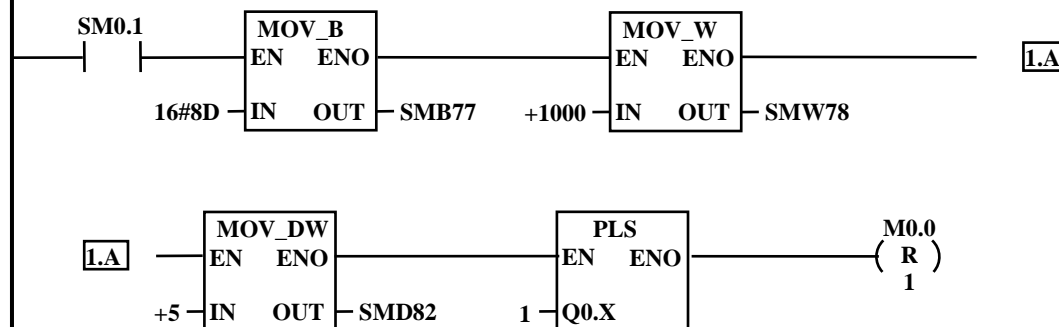 SM0.1
MOV_B
EN ENO
16#8D IN OUT SMB77
MOV_W
EN ENO
+1000 IN OUT SMW78
1.A
1.A
MOV_DW
EN ENO
+5 IN OUT SMD82
PLS
EN ENO
1 Q0.X
M0.0
R
1